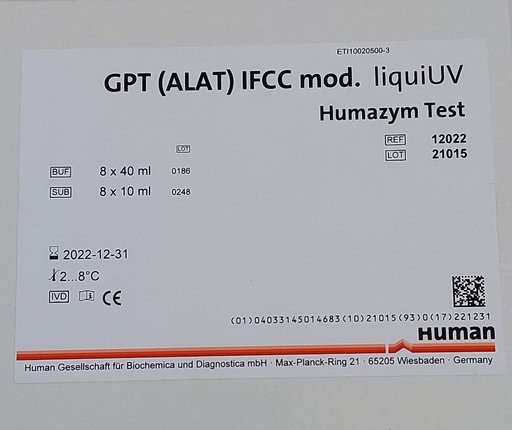 ETI10020500-3
GPT (ALAT) IFCC mod. liquiUV
Humazym Test
REF 12022
LOT 21015
LOT
BUF 8 x 40 ml 0186
SUB 8 x 10 ml 0248
2022-12-31
2...8°C
IVD i CE
(01)04033145014683(10)21015(93)0(17)221231
Human
Human Gesellschaft für Biochemica und Diagnostica mbH · Max-Planck-Ring 21 · 65205 Wiesbaden · Germany